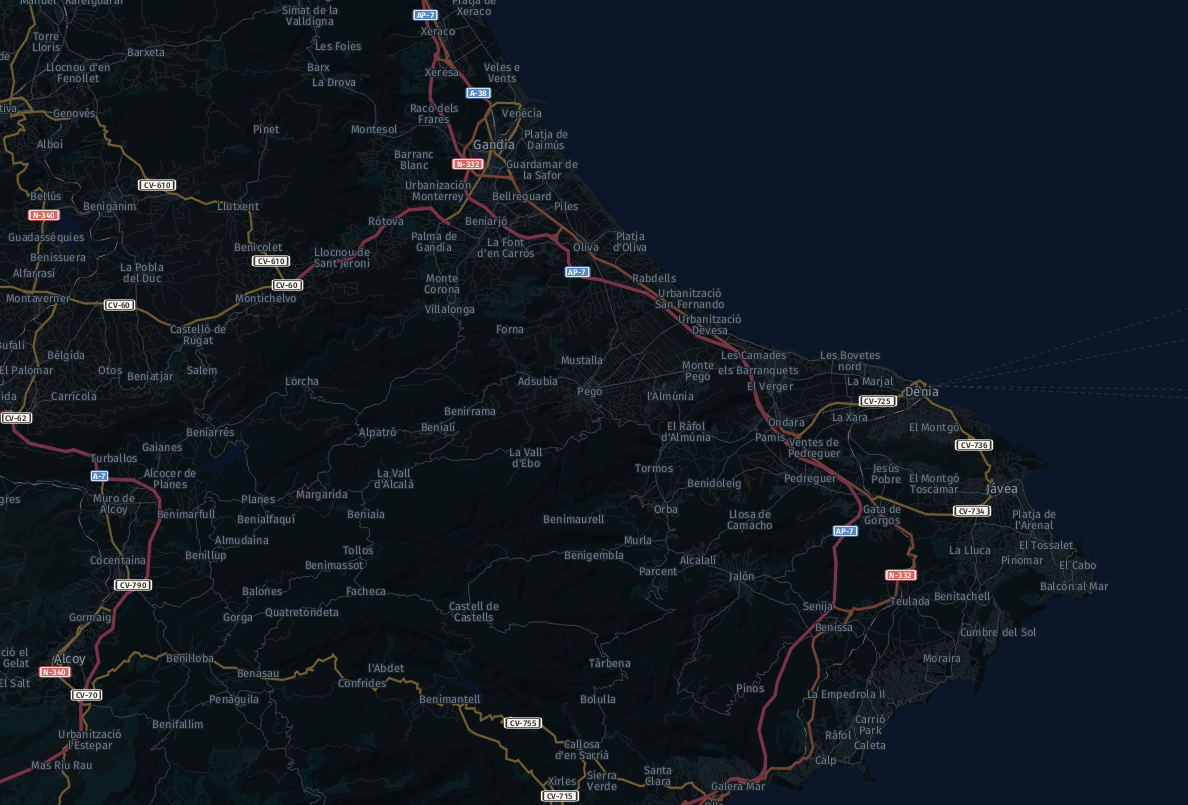 Platja de
Xeraco
AP-7
Simat de la
Valldigna
Xeraco
Torre
Lloris
Les Foies
Barxeta
Llocnou d'en
Fenollet
Barx
La Drova
Xeresa
Veles e
Vents
A-38
Racó dels
Frares
Venècia
Genovés
Pinet
Montesol
Platja de
Daimús
Alboi
Gandia
Barranc
Blanc
N-332
Guardamar de
la Safor
CV-610
Urbanización
Monterrey
Bellreguard
Bellús
Benigànim
Llutxent
Piles
N-340
Ròtova
Beniarjó
Guadasséquies
Palma de
Gandia
La Font
d'en Carròs
Platja
d'Oliva
Oliva
Benicolet
Benissuera
Llocnou de
Sant Jeroni
CV-610
Alfarrasí
La Pobla
del Duc
AP-7
Rabdells
Monte
Corona
CV-60
Montaverner
CV-60
Montichelvo
Urbanització
San Fernando
Villalonga
Urbanització
Devesa
Castelló de
Rugat
Forna
Bèlgida
Les Camades
els Barranquets
Les Bovetes
nord
Mustalla
El Palomar
Otos
Beniatjar
Salem
Monte
Pego
Lorcha
Adsubia
Pego
El Verger
La Marjal
Dénia
Carrícola
l'Almúnia
CV-725
CV-62
Benirrama
La Xara
Beniarrés
Alpatró
Benialí
El Ràfol
d'Almúnia
Ondara
El Montgó
Pamis
CV-736
Gaianes
Ventes de
Pedreguer
Turballos
La Vall
d'Ebo
A-7
Alcocer de
Planes
La Vall
d'Alcalà
Tormos
Jesús
Pobre
Benidoleig
Pedreguer
El Montgó
Toscamar
Jávea
Muro de
Alcoy
Planes
Margarida
Benimarfull
Benialfaquí
Beniaia
Benimaurell
Orba
Llosa de
Camacho
Gata de
Gorgos
CV-734
Platja de
l'Arenal
AP-7
Almudaina
Murla
Benillup
Tollos
Benigembla
Alcalalí
La Lluca
El Tossalet
Cocentaina
Benimassot
Parcent
Jalón
N-332
Pinomar
El Cabo
CV-790
Balones
Facheca
Balcón al Mar
Benitachell
Teulada
Senija
Gormaig
Gorga
Quatretondeta
Castell de
Castells
Benissa
Cumbre del Sol
ció el
Gelat
Alcoy
Benilloba
Tàrbena
Moraira
N-340
l'Abdet
El Salt
Benasau
Confrides
Pinos
CV-70
Penàguila
Benimantell
Bolulla
La Empedrola II
Benifallim
CV-755
Carrió
Park
Urbanització
l'Estepar
Ràfol
Caleta
Callosa
d'en Sarrià
Mas Riu Rau
Calp
Xirles
Sierra
Verde
Santa
Clara
Galera Mar
CV-715